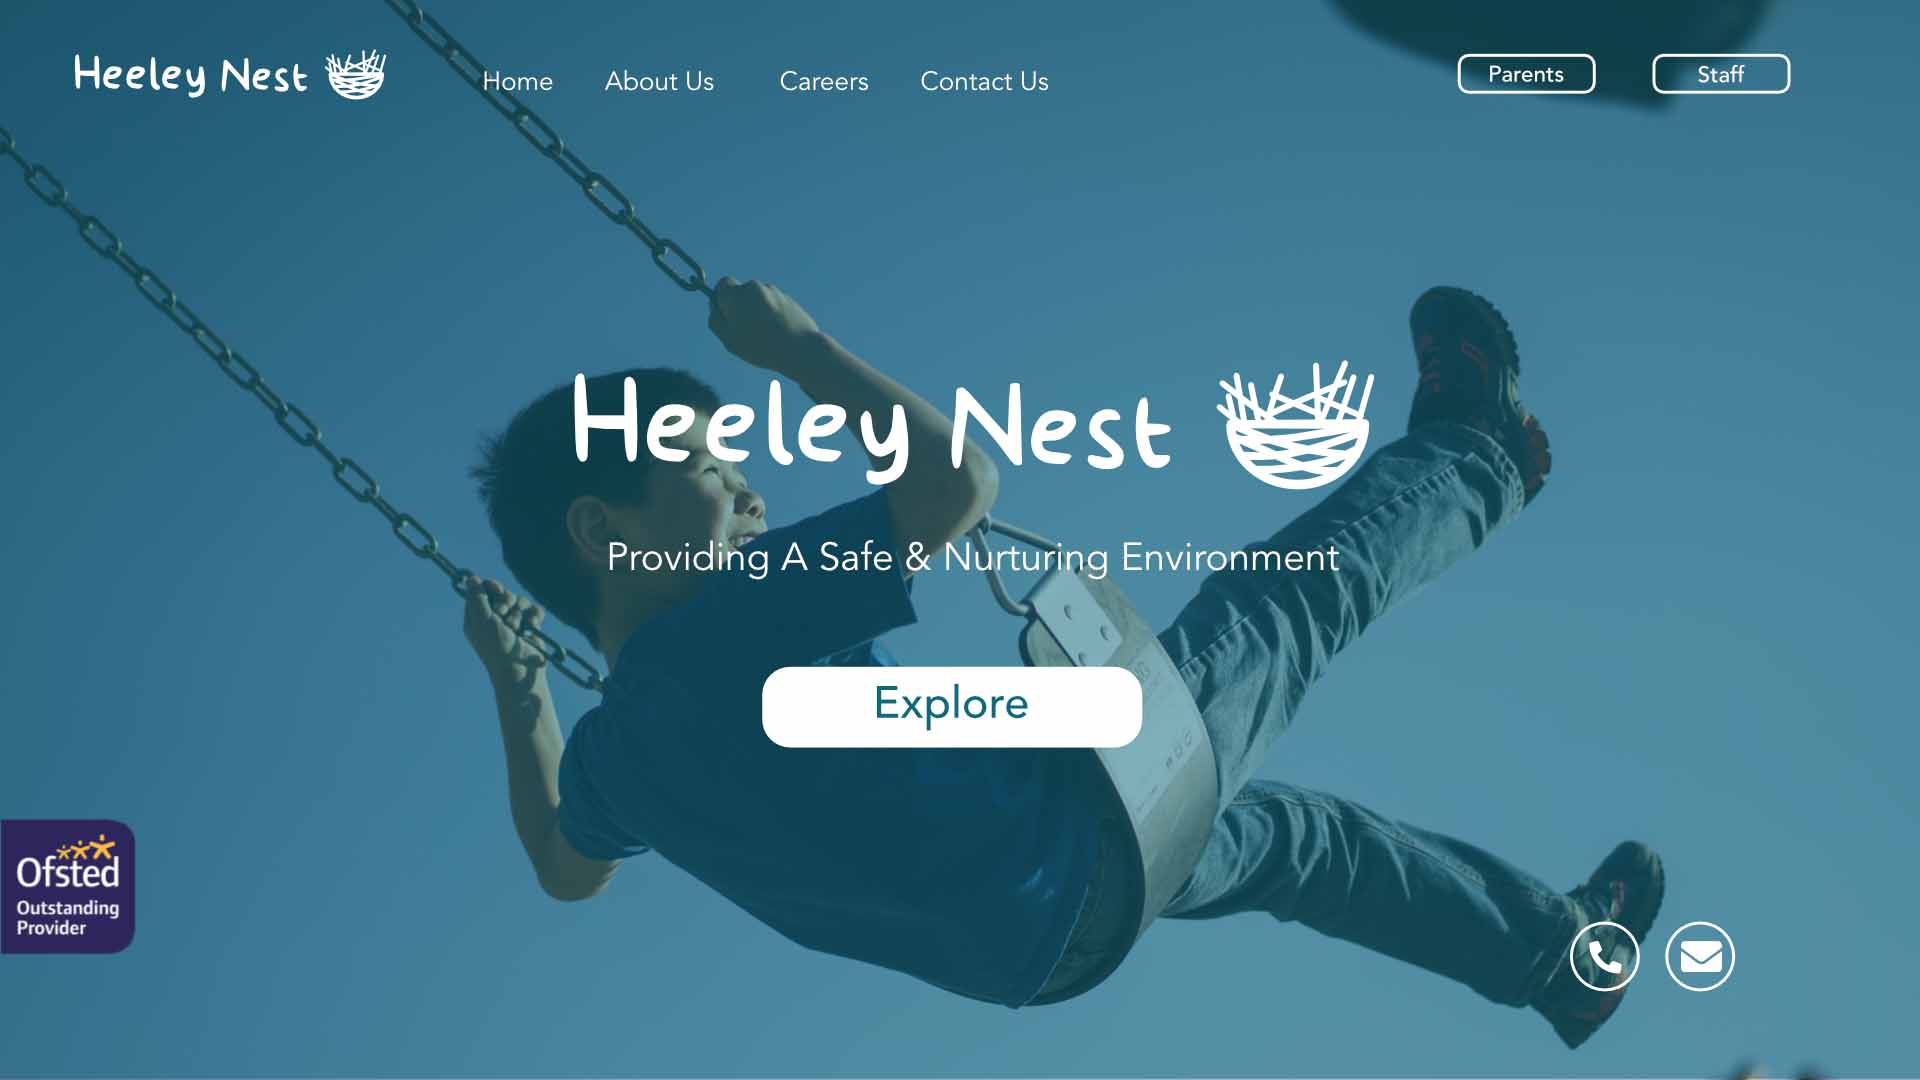 Heeley Nest
Home
About Us
Careers
Contact Us
Parents
Staff
Heeley Nest
Providing A Safe & Nurturing Environment
Explore
Ofsted
Outstanding
Provider